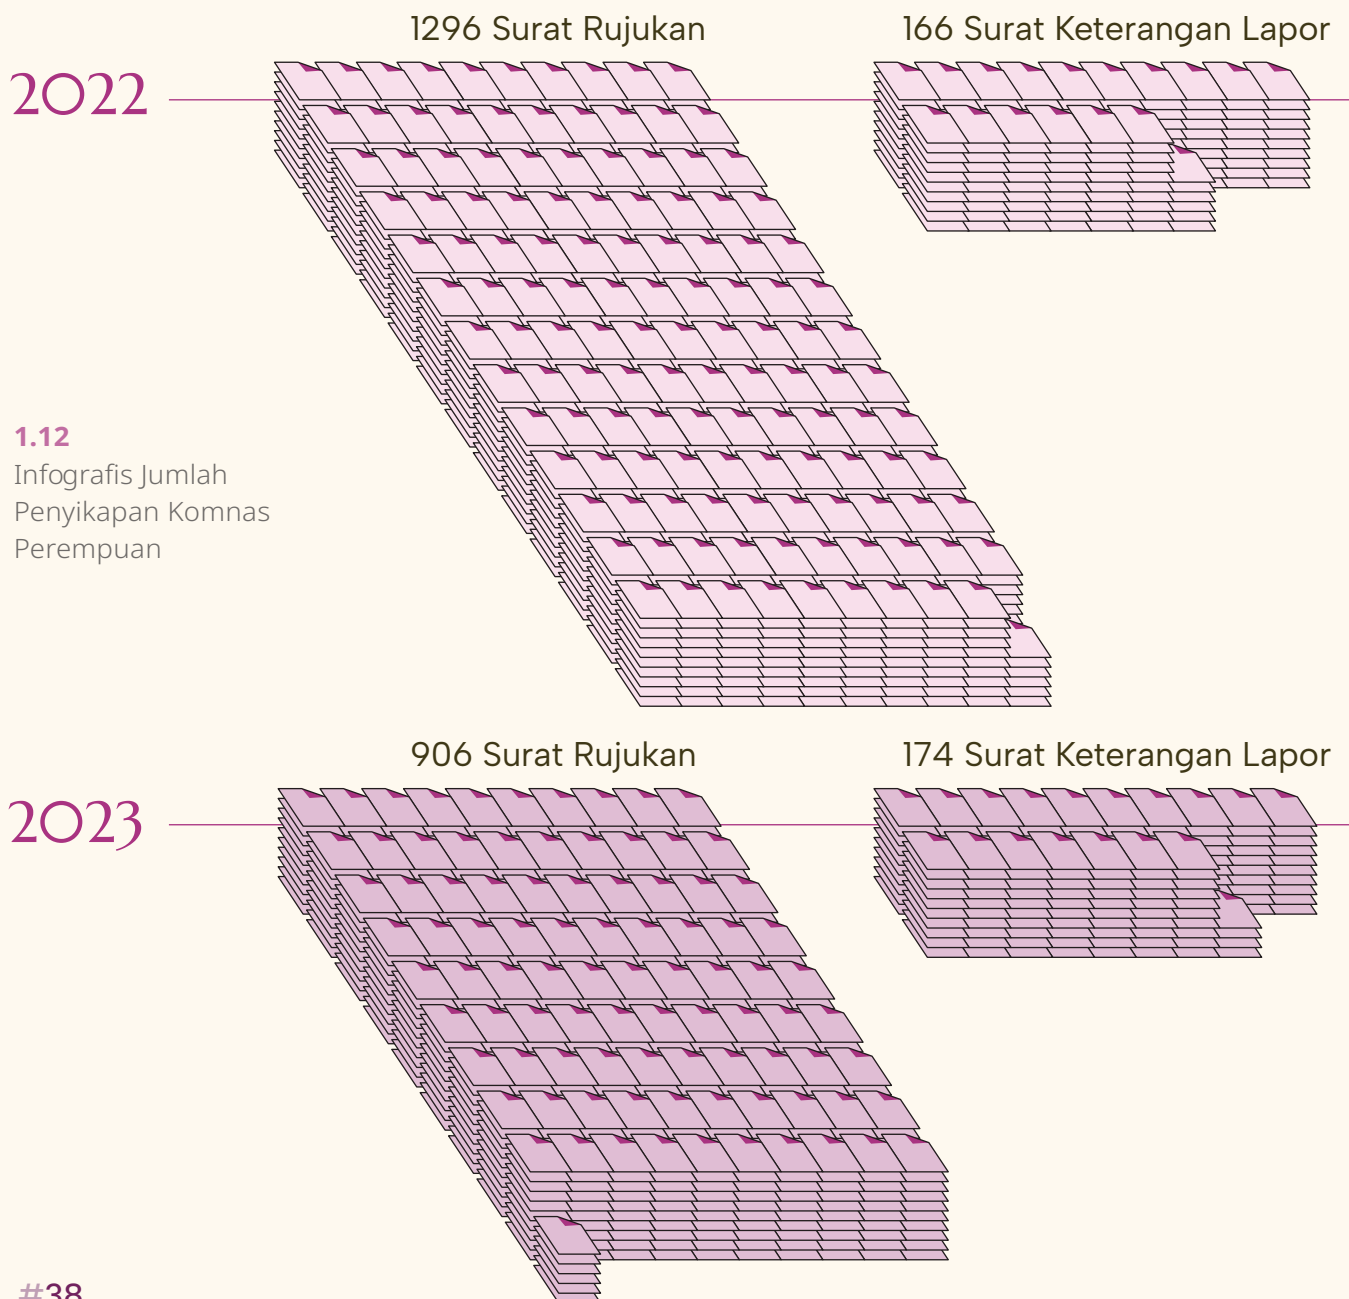 1296 Surat Rujukan
166 Surat Keterangan Lapor
2022
1.12
Infografis Jumlah
Penyikapan Komnas
Perempuan
906 Surat Rujukan
174 Surat Keterangan Lapor
2023
#38